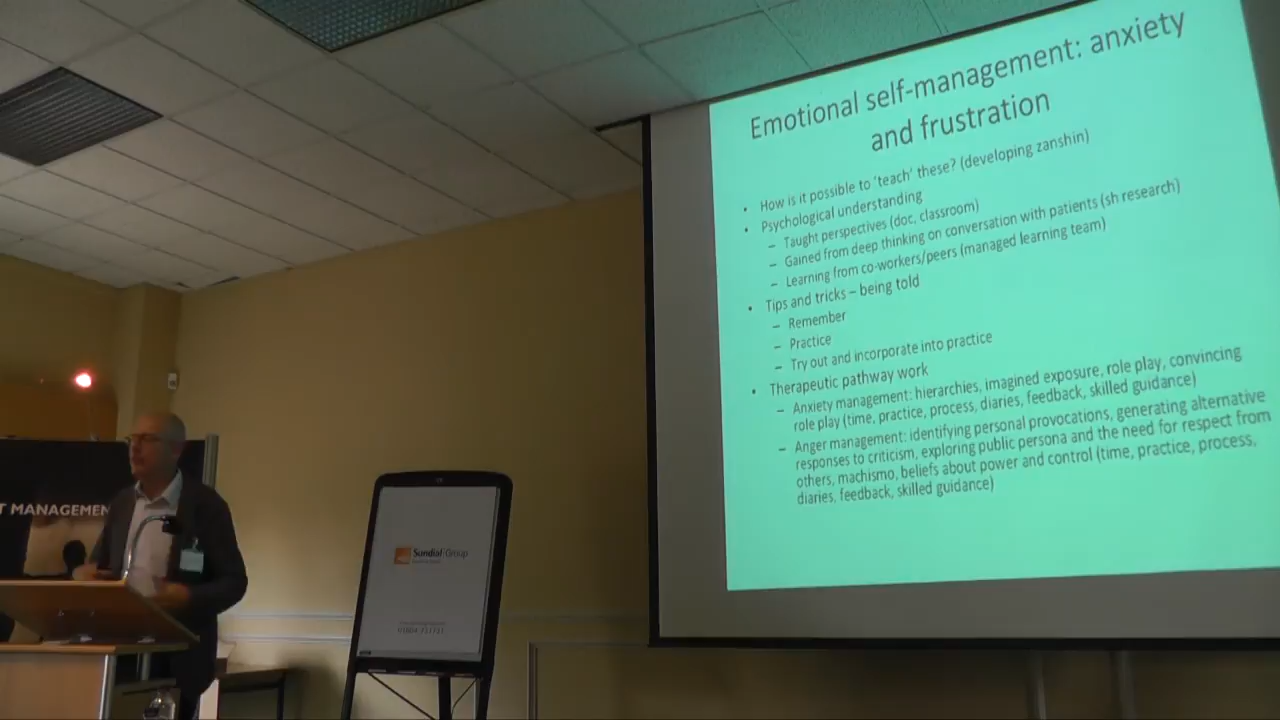 Emotional self-management: anxiety
and frustration
• How is it possible to 'teach' these? (developing zanshin)
• Psychological understanding
– Taught perspectives (doc, classroom)
– Gained from deep thinking on conversation with patients (sh research)
– Learning from co-workers/peers (managed learning team)
• Tips and tricks – being told
– Remember
– Practice
– Try out and incorporate into practice
• Therapeutic pathway work
– Anxiety management: hierarchies, imagined exposure, role play, convincing
role play (time, practice, process, diaries, feedback, skilled guidance)
– Anger management: identifying personal provocations, generating alternative
responses to criticism, exploring public persona and the need for respect from
others, machismo, beliefs about power and control (time, practice, process,
diaries, feedback, skilled guidance)
T MANAGEMEN
Sundial Group